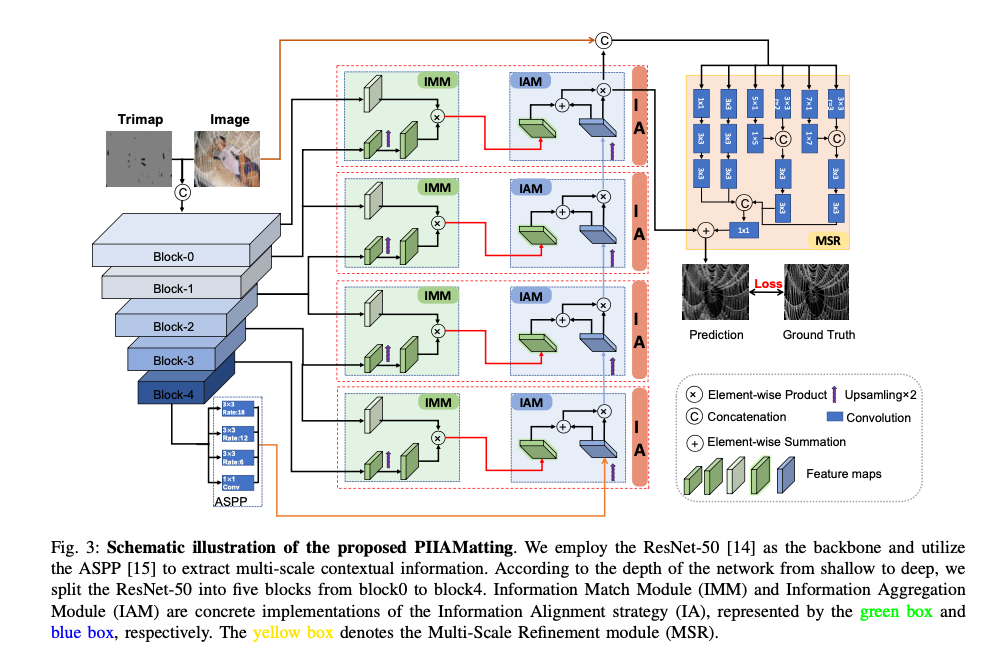 C
IMM
IAM
I
A
Trimap
Image
C
1x1
3x3
5×1
3×3
r=2
7×1
3×3
r=3
3x3
3x3
1×5
C
1×7
C
3x3
3x3
3x3
3x3
C
3x3
3x3
1x1
MSR
IMM
IAM
I
A
Block-0
Block-1
Block-2
Block-3
Block-4
Loss
Prediction
Ground Truth
IMM
IAM
I
A
Element-wise Product
Upsampling×2
C
Concatenation
Convolution
Element-wise Summation
Feature maps
IMM
IAM
I
A
3×3
Rate:18
3×3
Rate:12
3×3
Rate:6
1×1
Conv
ASPP
Fig. 3: Schematic illustration of the proposed PIIAMatting. We employ the ResNet-50 [14] as the backbone and utilize
the ASPP [15] to extract multi-scale contextual information. According to the depth of the network from shallow to deep, we
split the ResNet-50 into five blocks from block0 to block4. Information Match Module (IMM) and Information Aggregation
Module (IAM) are concrete implementations of the Information Alignment strategy (IA), represented by the green box and
blue box, respectively. The yellow box denotes the Multi-Scale Refinement module (MSR).